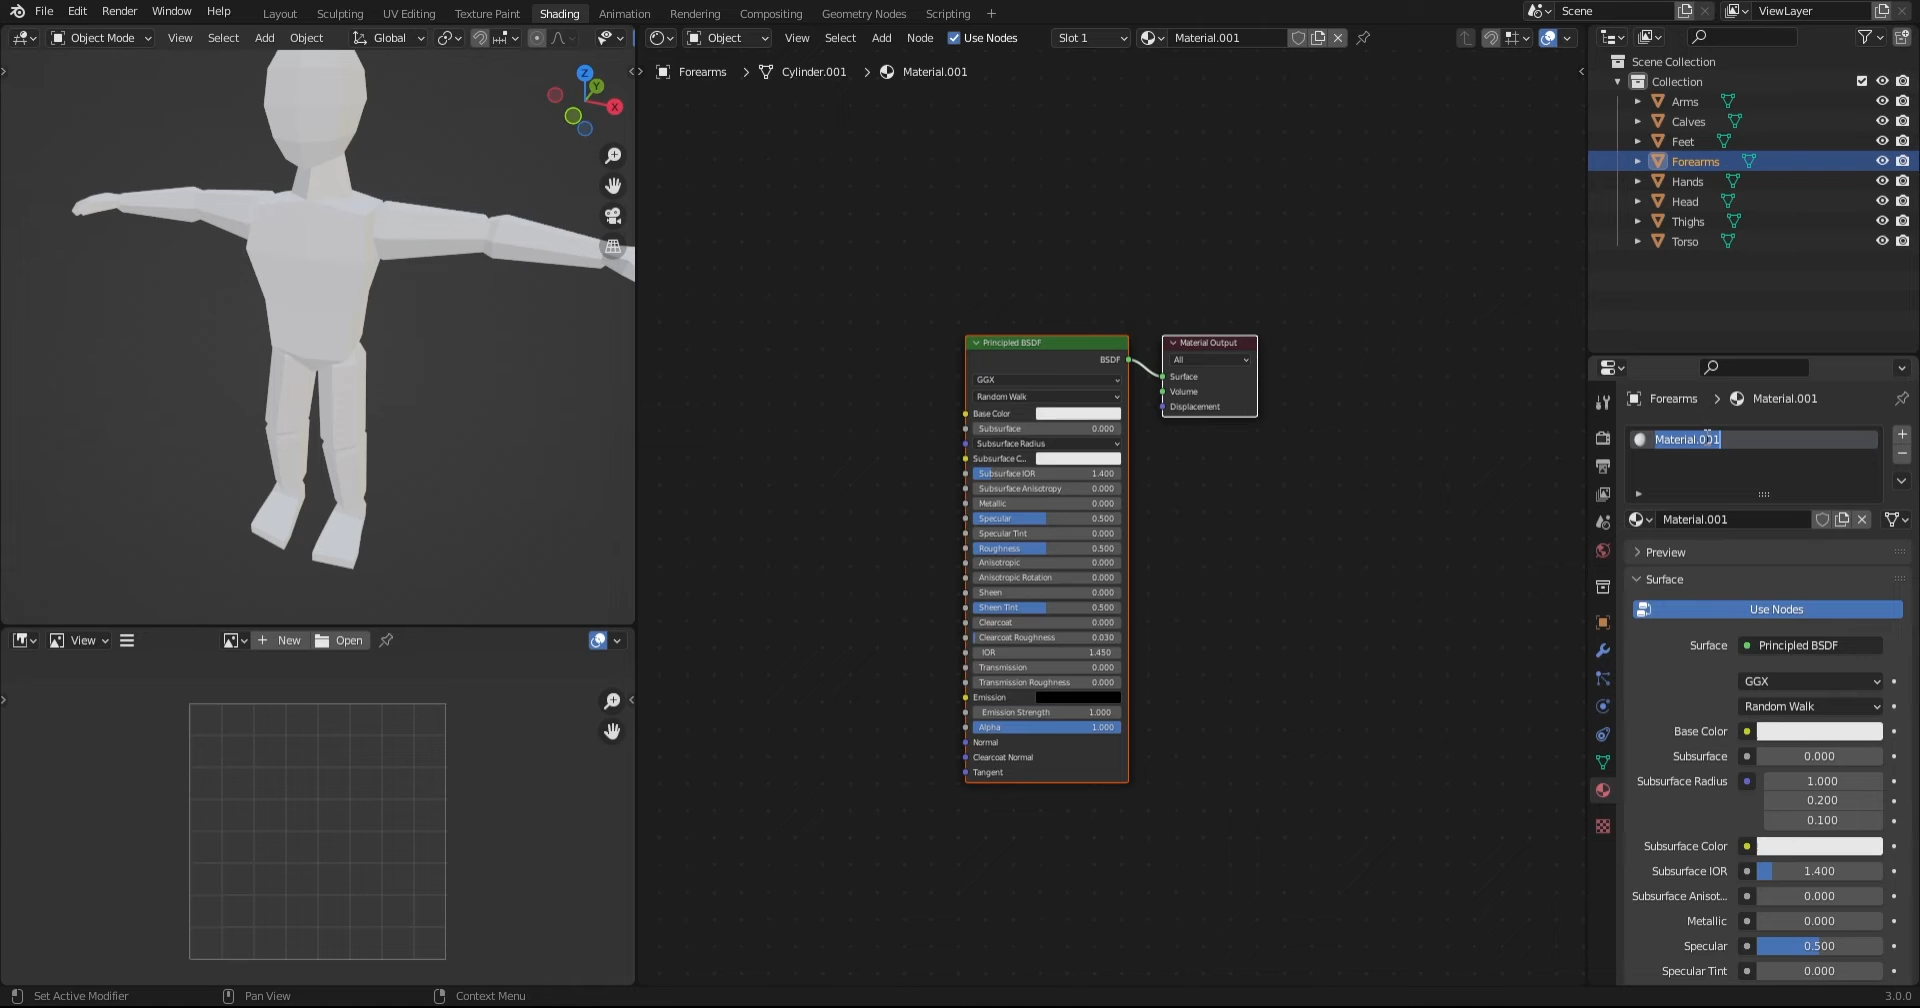 File Edit Render Window Help
Layout Sculpting UV Editing Texture Paint Shading Animation Rendering Compositing Geometry Nodes Scripting +
Scene
ViewLayer
Object Mode View Select Add Object Global
Object View Select Add Node Use Nodes Slot 1 Material.001
Forearms > Cylinder.001 > Material.001
Z
Y
X
Principled BSDF
BSDF
GGX
Random Walk
Base Color
Subsurface 0.000
Subsurface Radius
Subsurface C...
Subsurface IOR 1.400
Subsurface Anisotropy 0.000
Metallic 0.000
Specular 0.500
Specular Tint 0.000
Roughness 0.500
Anisotropic 0.000
Anisotropic Rotation 0.000
Sheen 0.000
Sheen Tint 0.500
Clearcoat 0.000
Clearcoat Roughness 0.030
IOR 1.450
Transmission 0.000
Transmission Roughness 0.000
Emission
Emission Strength 1.000
Alpha 1.000
Normal
Clearcoat Normal
Tangent
Material Output
All
Surface
Volume
Displacement
View New Open
Scene Collection
Collection
Arms
Calves
Feet
Forearms
Hands
Head
Thighs
Torso
Forearms > Material.001
Material.001
Material.001
Preview
Surface
Use Nodes
Surface Principled BSDF
GGX
Random Walk
Base Color
Subsurface 0.000
Subsurface Radius 1.000
0.200
0.100
Subsurface Color
Subsurface IOR 1.400
Subsurface Anisot... 0.000
Metallic 0.000
Specular 0.500
Specular Tint 0.000
Set Active Modifier Pan View Context Menu 3.0.0